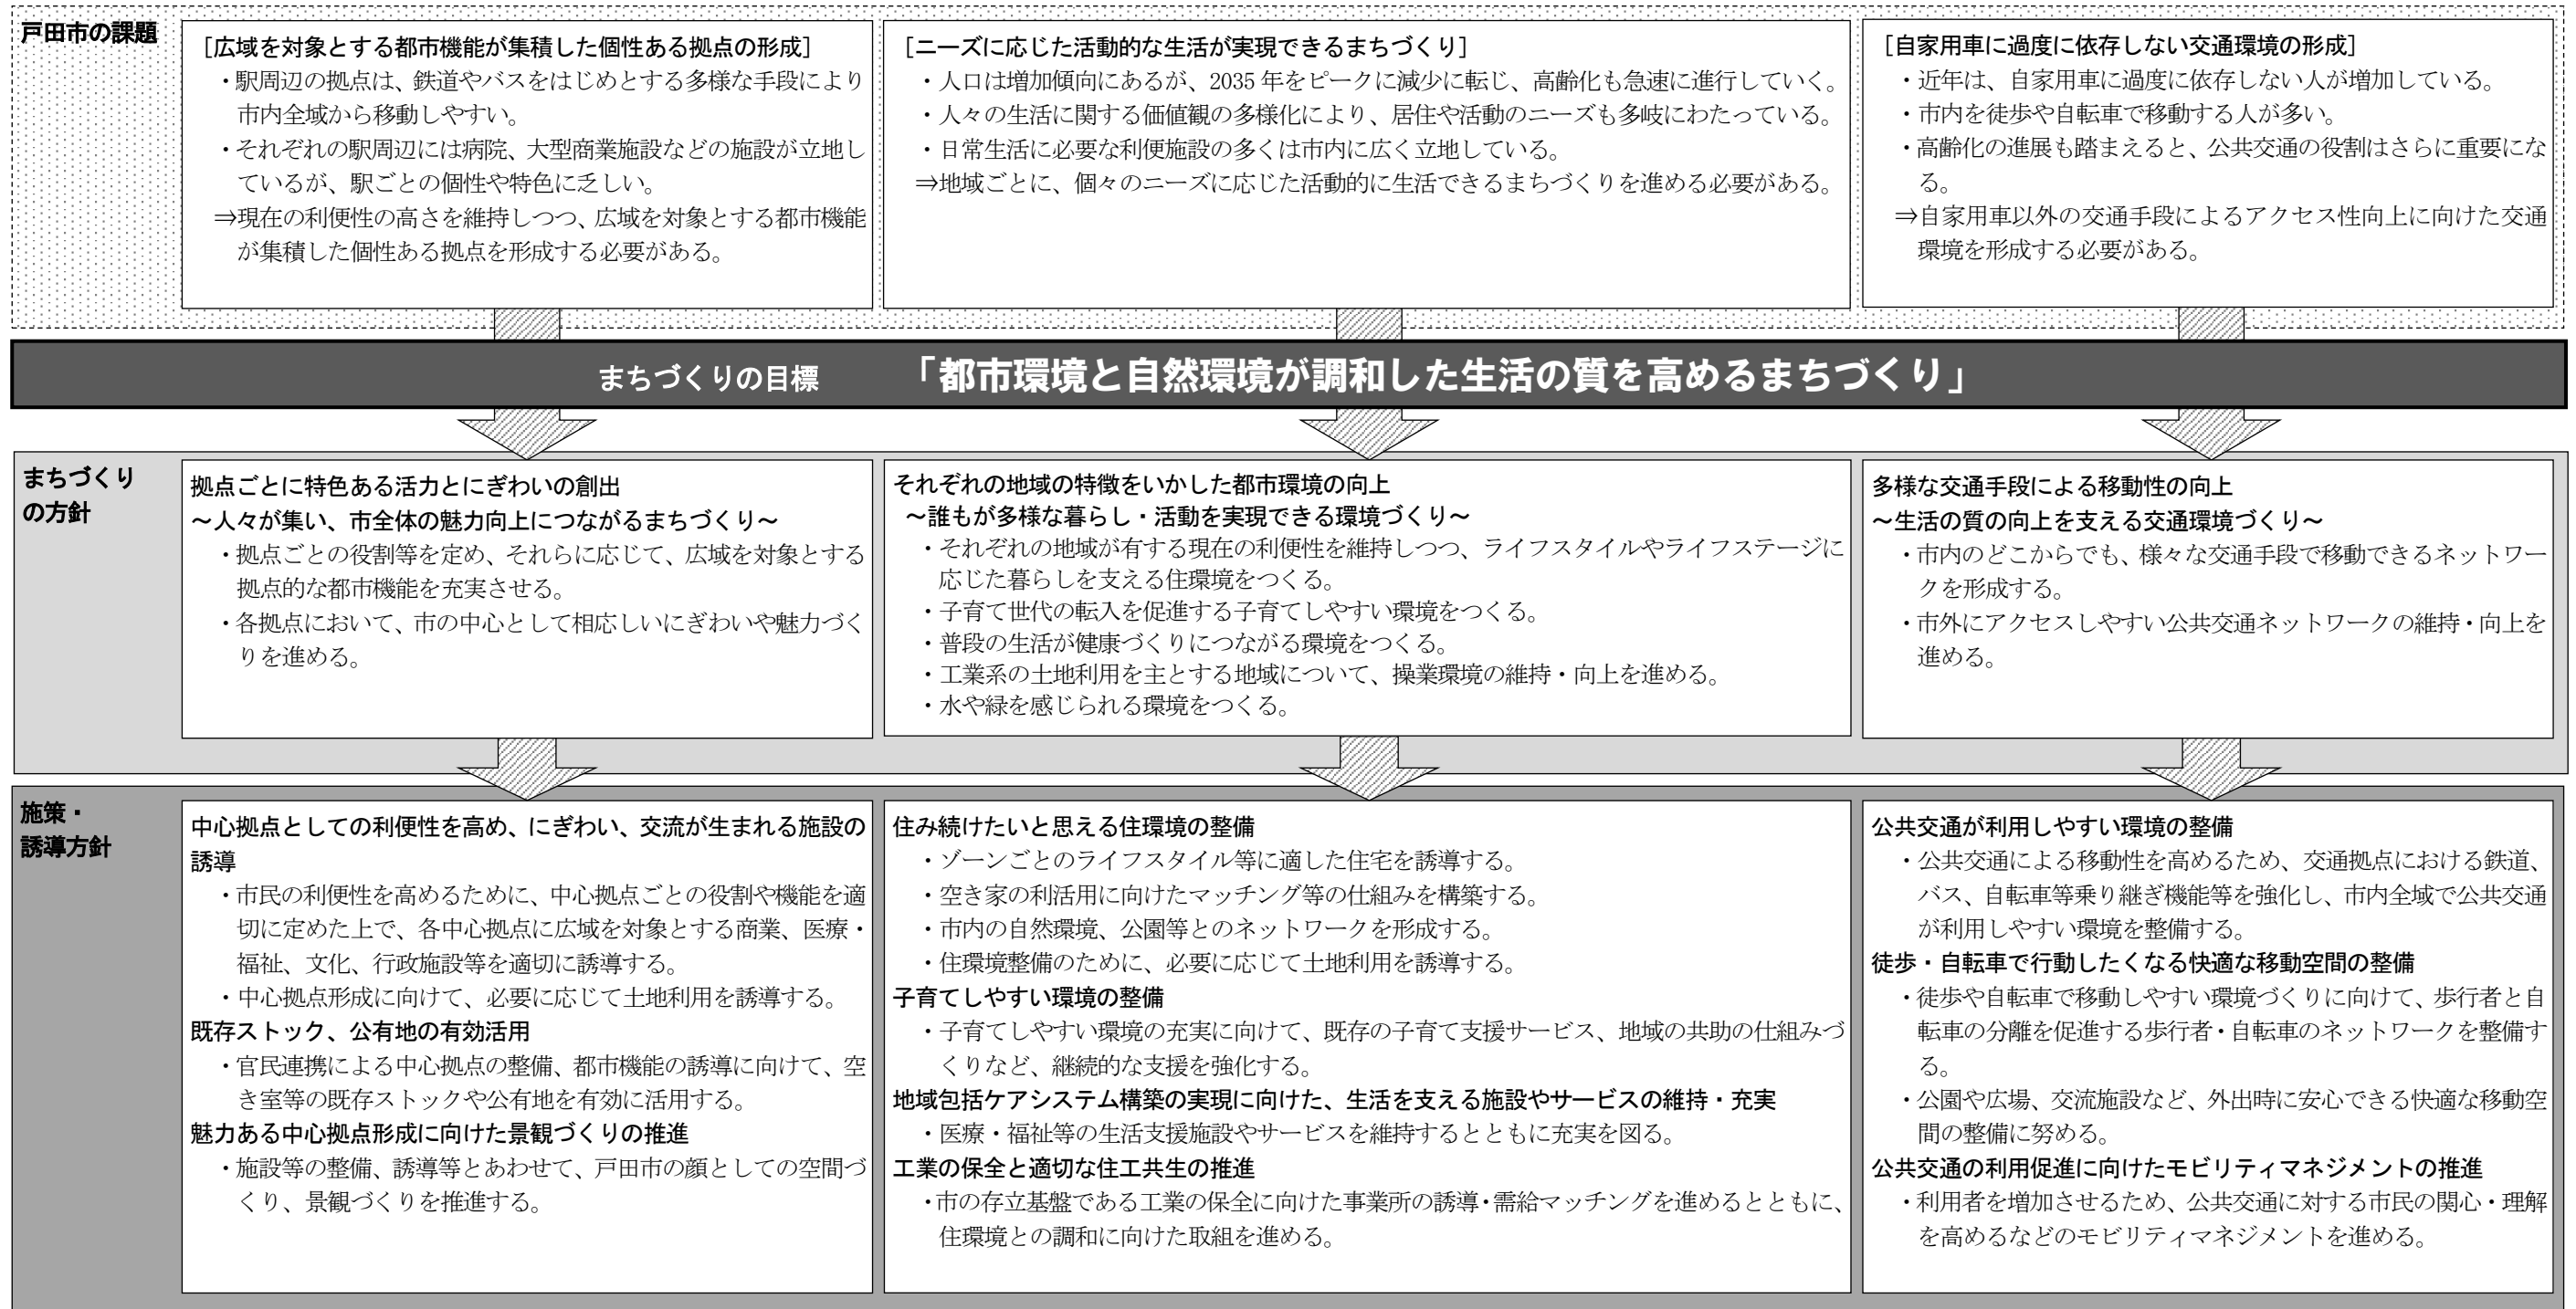 戸田市の課題
［広域を対象とする都市機能が集積した個性ある拠点の形成］
・駅周辺の拠点は、鉄道やバスをはじめとする多様な手段により
市内全域から移動しやすい。
・それぞれの駅周辺には病院、大型商業施設などの施設が立地し
ているが、駅ごとの個性や特色に乏しい。
⇒現在の利便性の高さを維持しつつ、広域を対象とする都市機能
が集積した個性ある拠点を形成する必要がある。
［ニーズに応じた活動的な生活が実現できるまちづくり］
・人口は増加傾向にあるが、2035 年をピークに減少に転じ、高齢化も急速に進行していく。
・人々の生活に関する価値観の多様化により、居住や活動のニーズも多岐にわたっている。
・日常生活に必要な利便施設の多くは市内に広く立地している。
⇒地域ごとに、個々のニーズに応じた活動的に生活できるまちづくりを進める必要がある。
［自家用車に過度に依存しない交通環境の形成］
・近年は、自家用車に過度に依存しない人が増加している。
・市内を徒歩や自転車で移動する人が多い。
・高齢化の進展も踏まえると、公共交通の役割はさらに重要にな
る。
⇒自家用車以外の交通手段によるアクセス性向上に向けた交通
環境を形成する必要がある。
まちづくりの目標　「都市環境と自然環境が調和した生活の質を高めるまちづくり」
まちづくり
の方針
拠点ごとに特色ある活力とにぎわいの創出
～人々が集い、市全体の魅力向上につながるまちづくり～
・拠点ごとの役割等を定め、それらに応じて、広域を対象とする
拠点的な都市機能を充実させる。
・各拠点において、市の中心として相応しいにぎわいや魅力づく
りを進める。
それぞれの地域の特徴をいかした都市環境の向上
～誰もが多様な暮らし・活動を実現できる環境づくり～
・それぞれの地域が有する現在の利便性を維持しつつ、ライフスタイルやライフステージに
応じた暮らしを支える住環境をつくる。
・子育て世代の転入を促進する子育てしやすい環境をつくる。
・普段の生活が健康づくりにつながる環境をつくる。
・工業系の土地利用を主とする地域について、操業環境の維持・向上を進める。
・水や緑を感じられる環境をつくる。
多様な交通手段による移動性の向上
～生活の質の向上を支える交通環境づくり～
・市内のどこからでも、様々な交通手段で移動できるネットワー
クを形成する。
・市外にアクセスしやすい公共交通ネットワークの維持・向上を
進める。
施策・
誘導方針
中心拠点としての利便性を高め、にぎわい、交流が生まれる施設の
誘導
・市民の利便性を高めるために、中心拠点ごとの役割や機能を適
切に定めた上で、各中心拠点に広域を対象とする商業、医療・
福祉、文化、行政施設等を適切に誘導する。
・中心拠点形成に向けて、必要に応じて土地利用を誘導する。
既存ストック、公有地の有効活用
・官民連携による中心拠点の整備、都市機能の誘導に向けて、空
き室等の既存ストックや公有地を有効に活用する。
魅力ある中心拠点形成に向けた景観づくりの推進
・施設等の整備、誘導等とあわせて、戸田市の顔としての空間づ
くり、景観づくりを推進する。
住み続けたいと思える住環境の整備
・ゾーンごとのライフスタイル等に適した住宅を誘導する。
・空き家の利活用に向けたマッチング等の仕組みを構築する。
・市内の自然環境、公園等とのネットワークを形成する。
・住環境整備のために、必要に応じて土地利用を誘導する。
子育てしやすい環境の整備
・子育てしやすい環境の充実に向けて、既存の子育て支援サービス、地域の共助の仕組みづ
くりなど、継続的な支援を強化する。
地域包括ケアシステム構築の実現に向けた、生活を支える施設やサービスの維持・充実
・医療・福祉等の生活支援施設やサービスを維持するとともに充実を図る。
工業の保全と適切な住工共生の推進
・市の存立基盤である工業の保全に向けた事業所の誘導・需給マッチングを進めるとともに、
住環境との調和に向けた取組を進める。
公共交通が利用しやすい環境の整備
・公共交通による移動性を高めるため、交通拠点における鉄道、
バス、自転車等乗り継ぎ機能等を強化し、市内全域で公共交通
が利用しやすい環境を整備する。
徒歩・自転車で行動したくなる快適な移動空間の整備
・徒歩や自転車で移動しやすい環境づくりに向けて、歩行者と自
転車の分離を促進する歩行者・自転車のネットワークを整備す
る。
・公園や広場、交流施設など、外出時に安心できる快適な移動空
間の整備に努める。
公共交通の利用促進に向けたモビリティマネジメントの推進
・利用者を増加させるため、公共交通に対する市民の関心・理解
を高めるなどのモビリティマネジメントを進める。